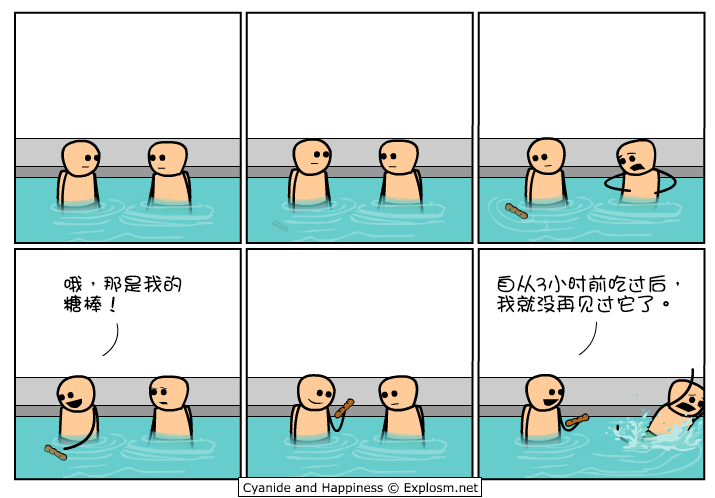 哦，那是我的
糖棒！
自从3小时前吃过后，
我就没再见过它了。
Cyanide and Happiness © Explosm.net